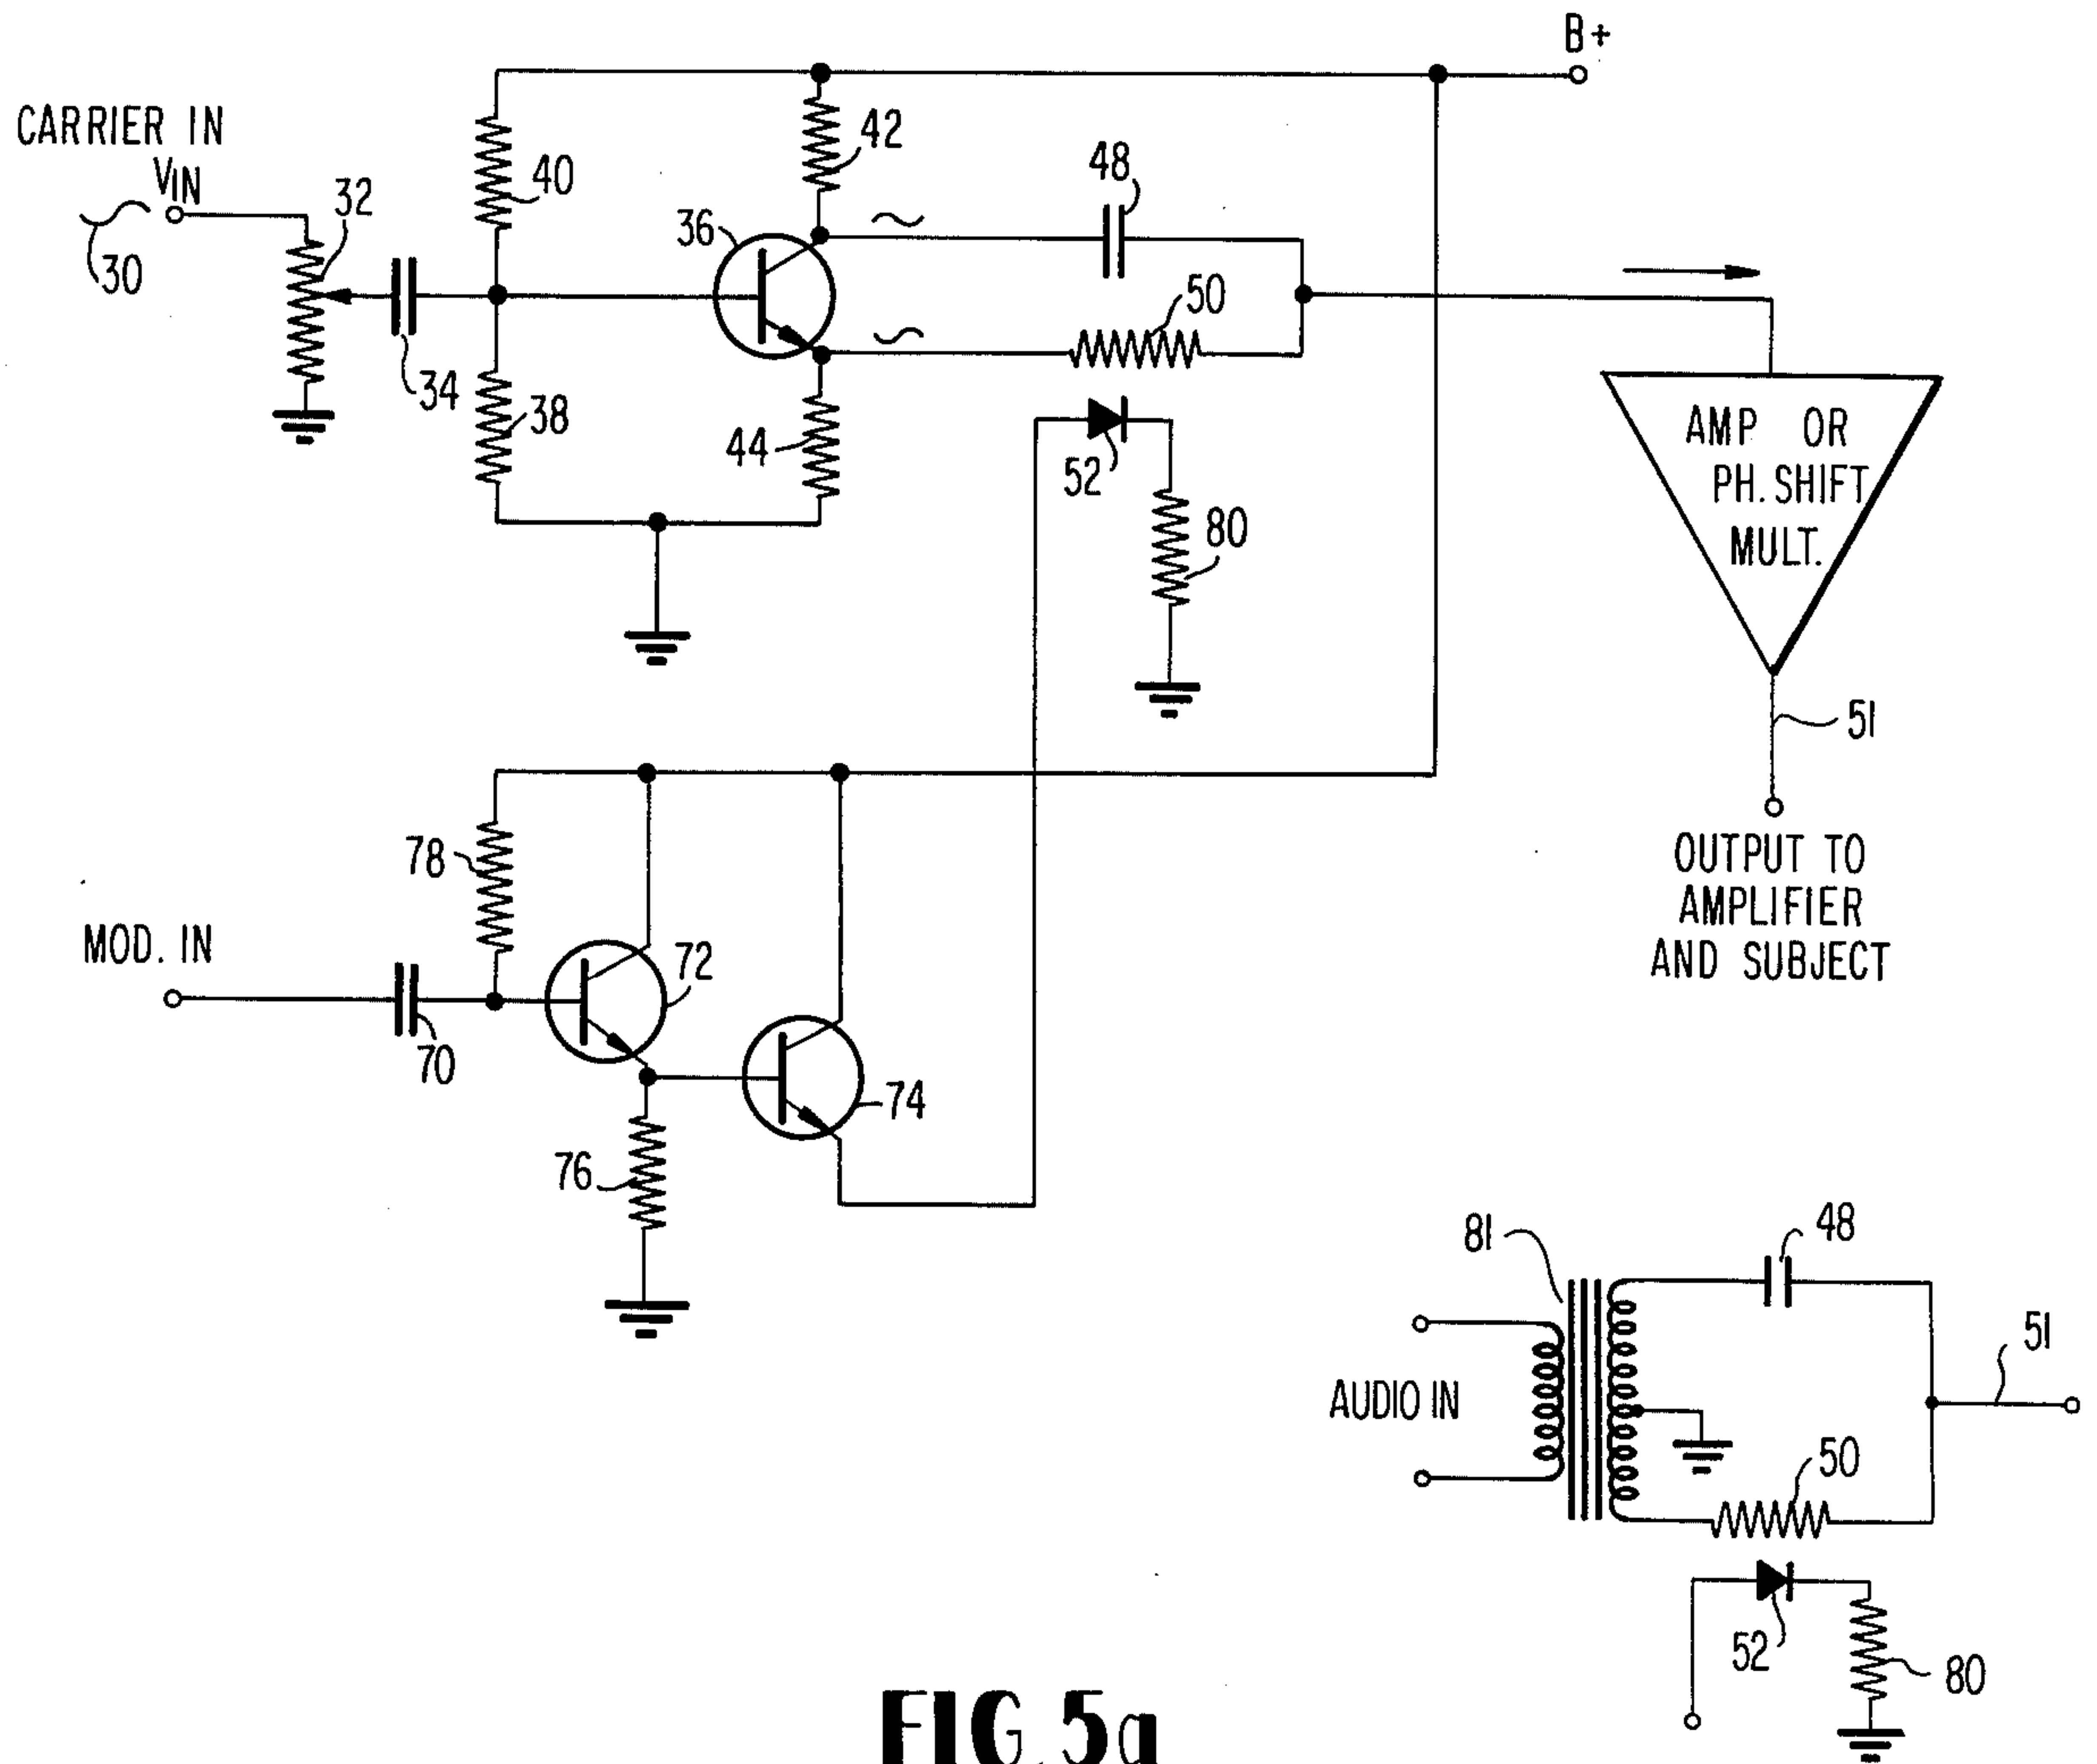 B+
CARRIER IN
VIN
30
32
34
40
38
36
42
44
48
50
52
80
AMP OR
PH. SHIFT
MULT.
51
OUTPUT TO
AMPLIFIER
AND SUBJECT
MOD. IN
70
78
72
76
74
81
48
AUDIO IN
51
50
52
80
FIG. 5a